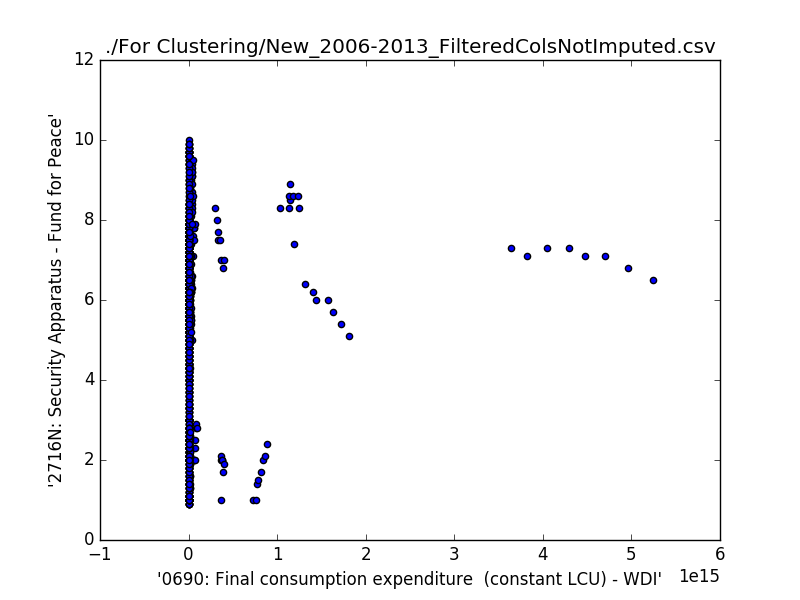 ./For Clustering/New_2006-2013_FilteredColsNotImputed.csv
12
10
8
6
4
2
0
'2716N: Security Apparatus - Fund for Peace'
−1 0 1 2 3 4 5 6
1e15
'0690: Final consumption expenditure  (constant LCU) - WDI'